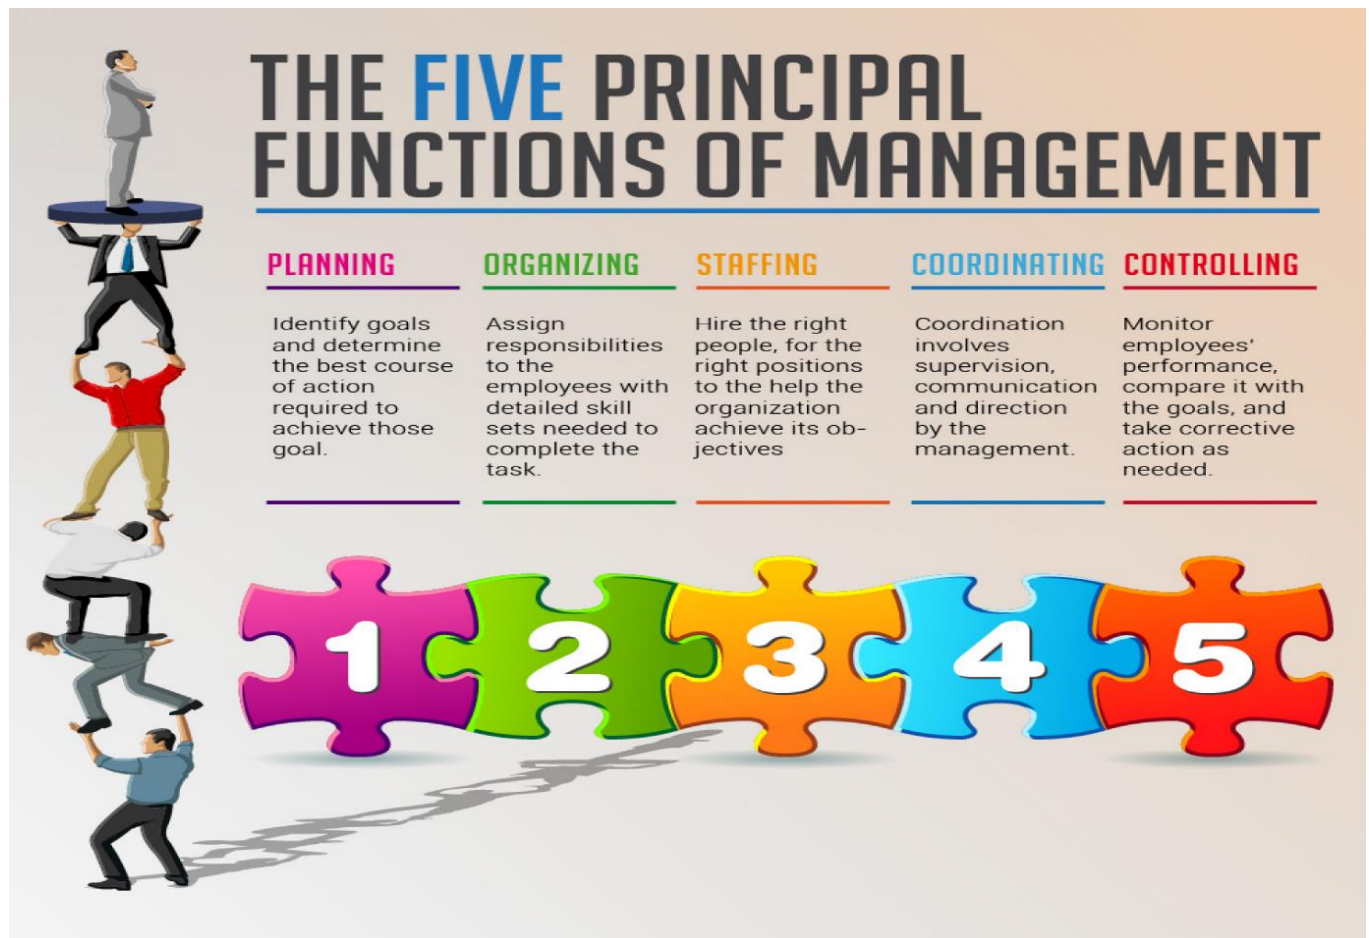 THE FIVE PRINCIPAL
FUNCTIONS OF MANAGEMENT
PLANNING
Identify goals
and determine
the best course
of action
required to
achieve those
goal.
ORGANIZING
Assign
responsibilities
to the
employees with
detailed skill
sets needed to
complete the
task.
STAFFING
Hire the right
people, for the
right positions
to the help the
organization
achieve its ob-
jectives
COORDINATING
Coordination
involves
supervision,
communication
and direction
by the
management.
CONTROLLING
Monitor
employees'
performance,
compare it with
the goals, and
take corrective
action as
needed.
1
2
3
4
5